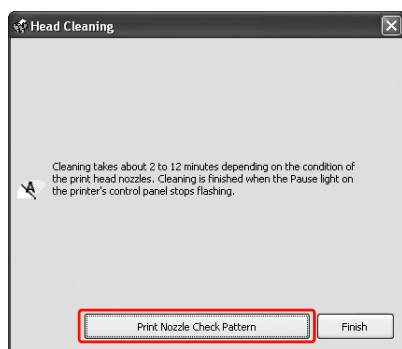 Head Cleaning
Cleaning takes about 2 to 12 minutes depending on the condition of
the print head nozzles. Cleaning is finished when the Pause light on
the printer's control panel stops flashing.
Print Nozzle Check Pattern
Finish